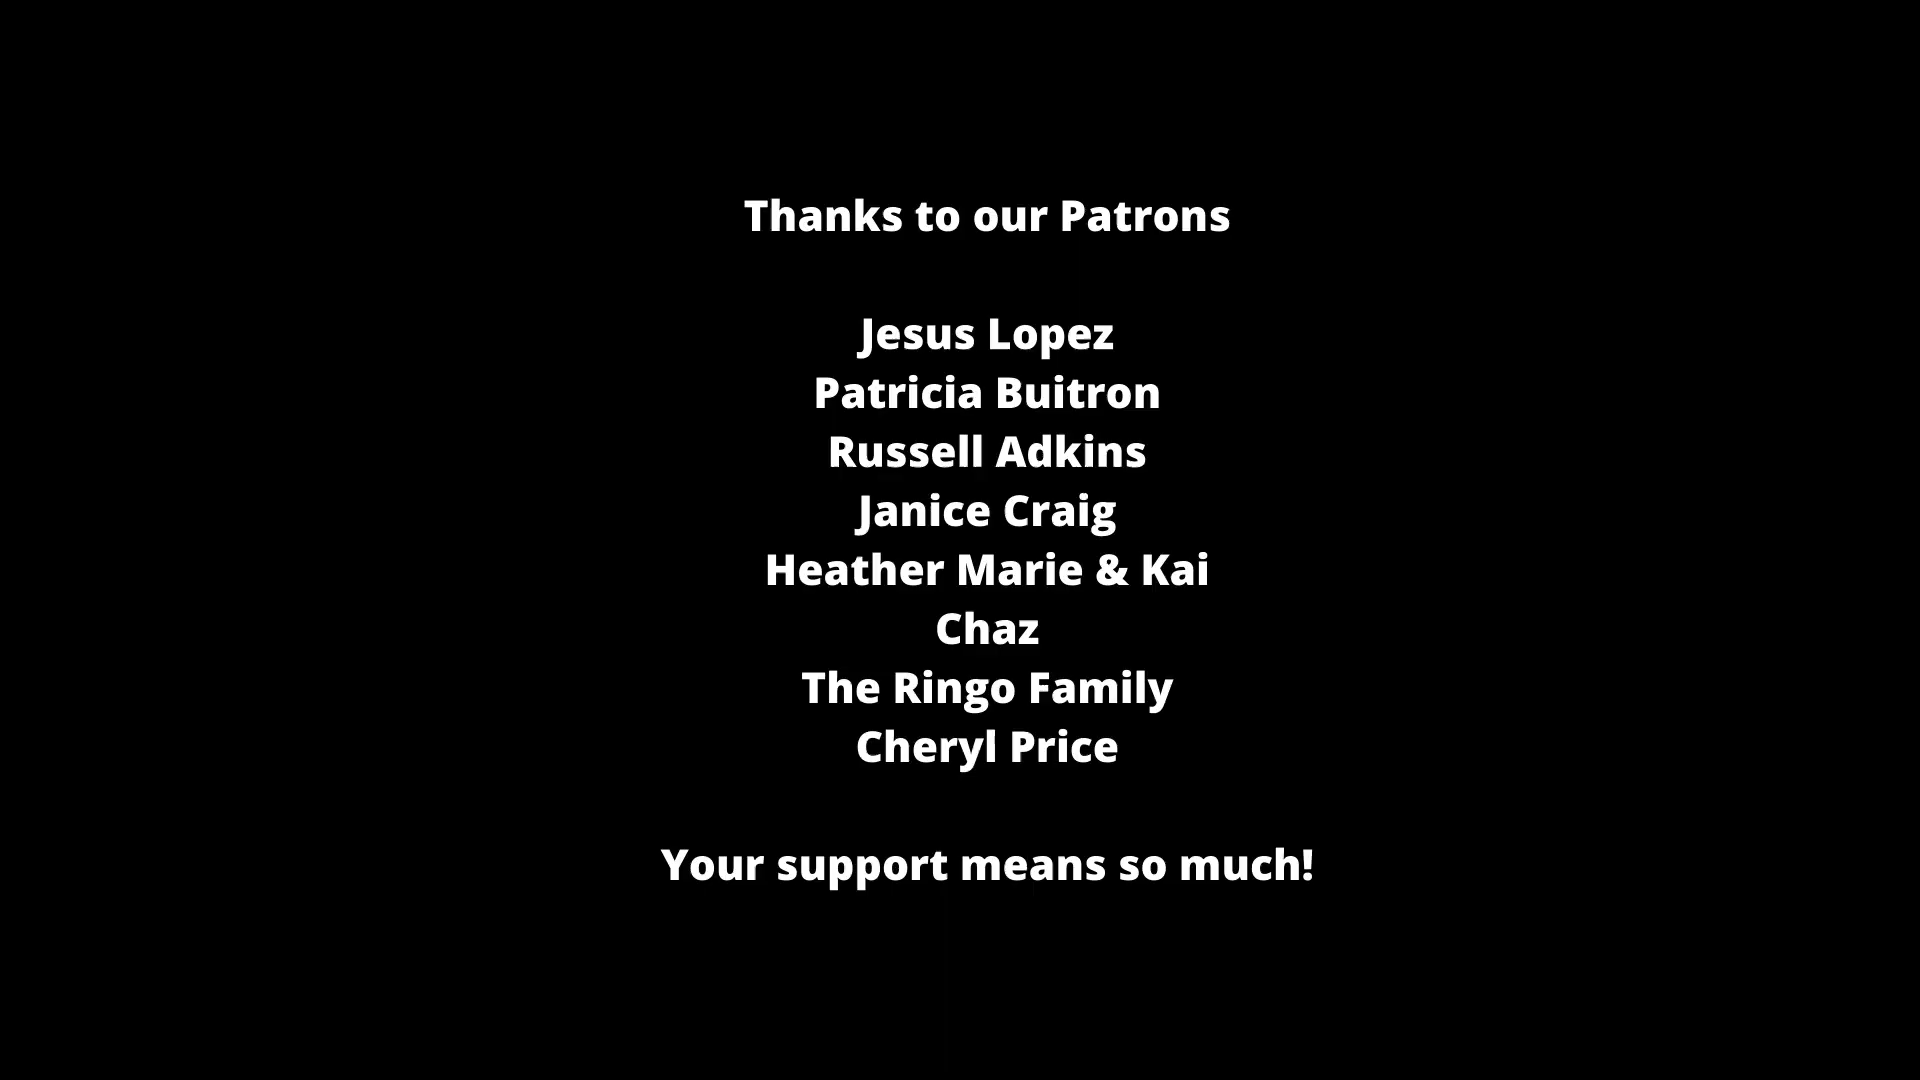 Thanks to our Patrons
Jesus Lopez
Patricia Buitron
Russell Adkins
Janice Craig
Heather Marie & Kai
Chaz
The Ringo Family
Cheryl Price
Your support means so much!